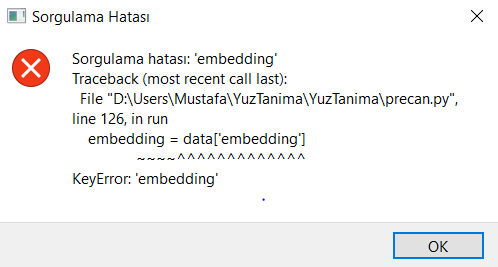 Sorgulama Hatası
Sorgulama hatası: 'embedding'
Traceback (most recent call last):
  File "D:\Users\Mustafa\YuzTanima\YuzTanima\precan.py",
line 126, in run
    embedding = data['embedding']
                ~~~~^^^^^^^^^^^^^
KeyError: 'embedding'
OK